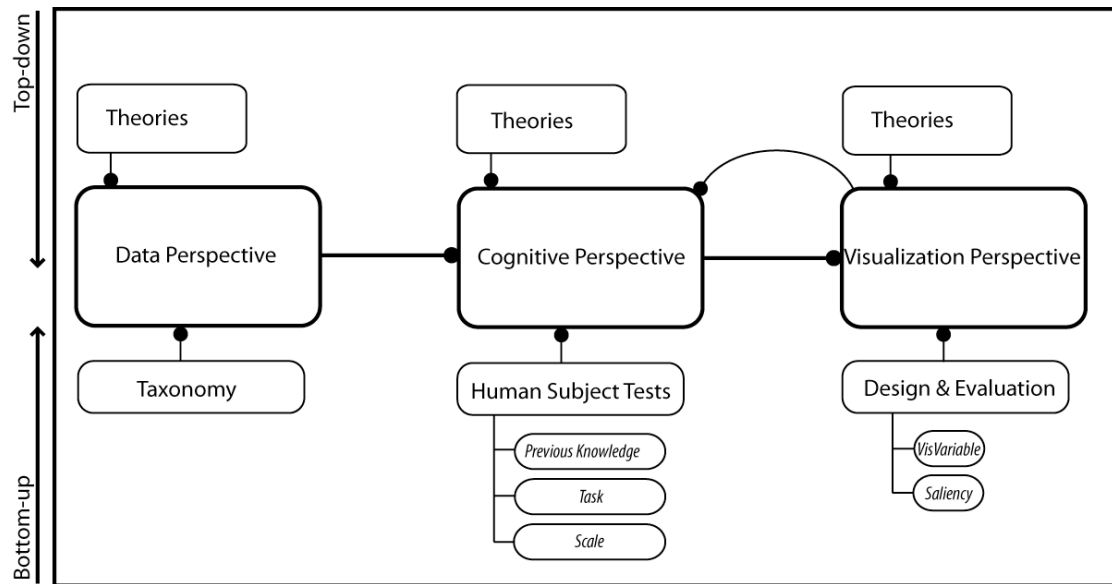 Top-down
Theories
Theories
Theories
Data Perspective
Cognitive Perspective
Visualization Perspective
Taxonomy
Human Subject Tests
Design & Evaluation
Previous Knowledge
Task
Scale
VisVariable
Saliency
Bottom-up